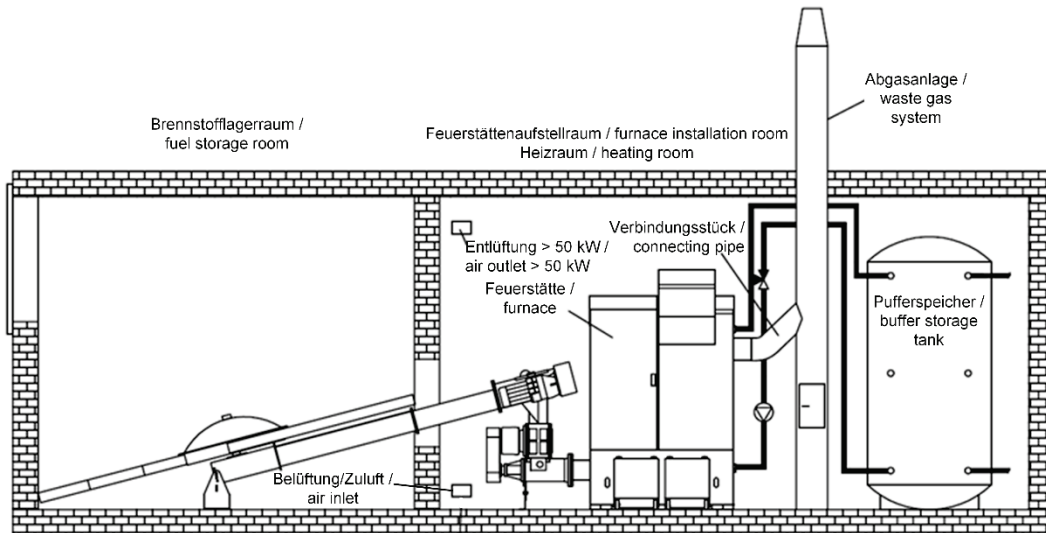 Abgasanlage /
waste gas
system
Brennstofflagerraum /
fuel storage room
Feuerstättenaufstellraum / furnace installation room
Heizraum / heating room
Verbindungsstück /
connecting pipe
Entlüftung > 50 kW /
air outlet > 50 kW
Feuerstätte /
furnace
Pufferspeicher /
buffer storage
tank
Belüftung/Zuluft /
air inlet